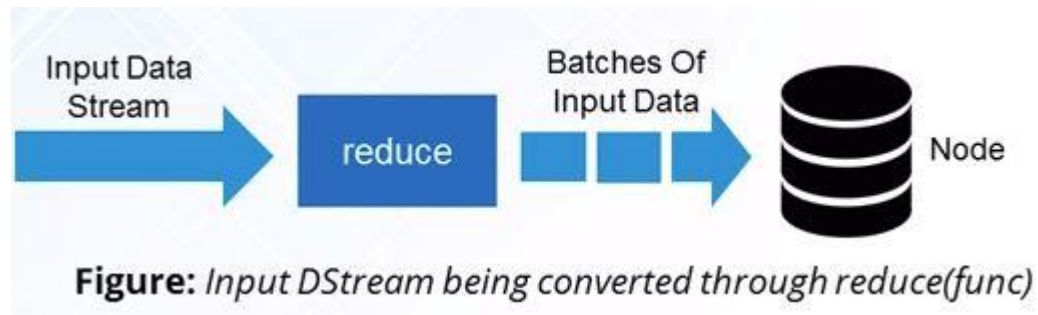 Input Data
Stream
reduce
Batches Of
Input Data
Node
Figure: Input DStream being converted through reduce(func)